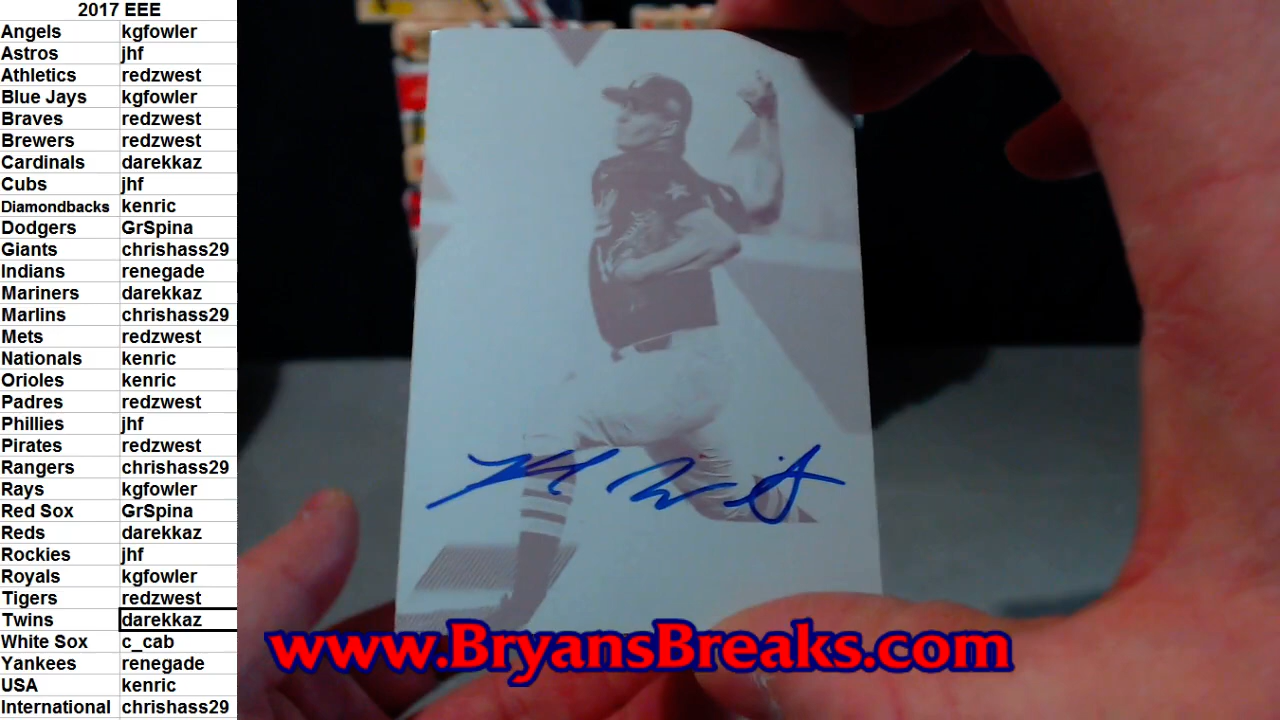 2017 EEE
Angels kgfowler
Astros jhf
Athletics redzwest
Blue Jays kgfowler
Braves redzwest
Brewers redzwest
Cardinals darekkaz
Cubs jhf
Diamondbacks kenric
Dodgers GrSpina
Giants chrishass29
Indians renegade
Mariners darekkaz
Marlins chrishass29
Mets redzwest
Nationals kenric
Orioles kenric
Padres redzwest
Phillies jhf
Pirates redzwest
Rangers chrishass29
Rays kgfowler
Red Sox GrSpina
Reds darekkaz
Rockies jhf
Royals kgfowler
Tigers redzwest
Twins darekkaz
White Sox c_cab
Yankees renegade
USA kenric
International chrishass29
www.BryansBreaks.com